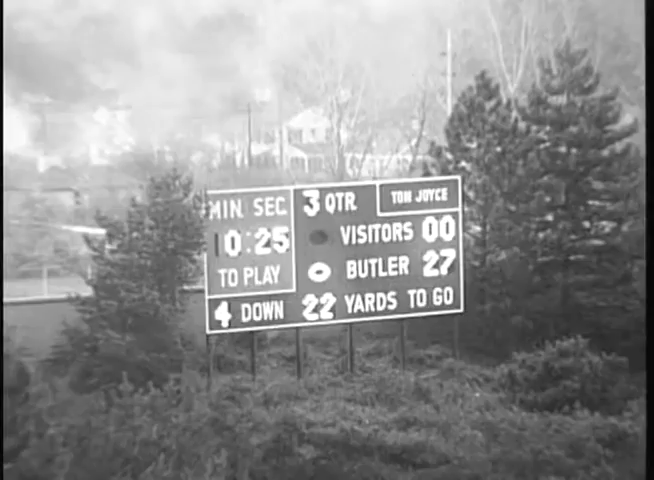 MIN. SEC.
3 QTR
TOM JOYCE
10:25
VISITORS 00
TO PLAY
BUTLER 27
4 DOWN 22 YARDS TO GO